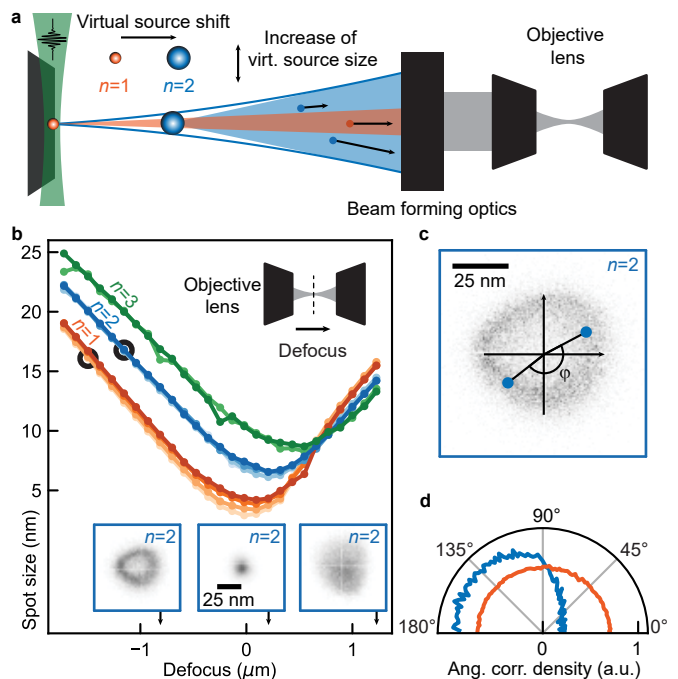 a
Virtual source shift
n=1
n=2
Increase of
virt. source size
Objective
lens
Beam forming optics
b
25
20
15
10
5
Spot size (nm)
n=3
n=2
n=1
Objective
lens
Defocus
n=2
n=2
25 nm
n=2
−1
0
1
Defocus (μm)
c
25 nm
n=2
φ
d
90°
135°
45°
180°
0°
0
1
Ang. corr. density (a.u.)